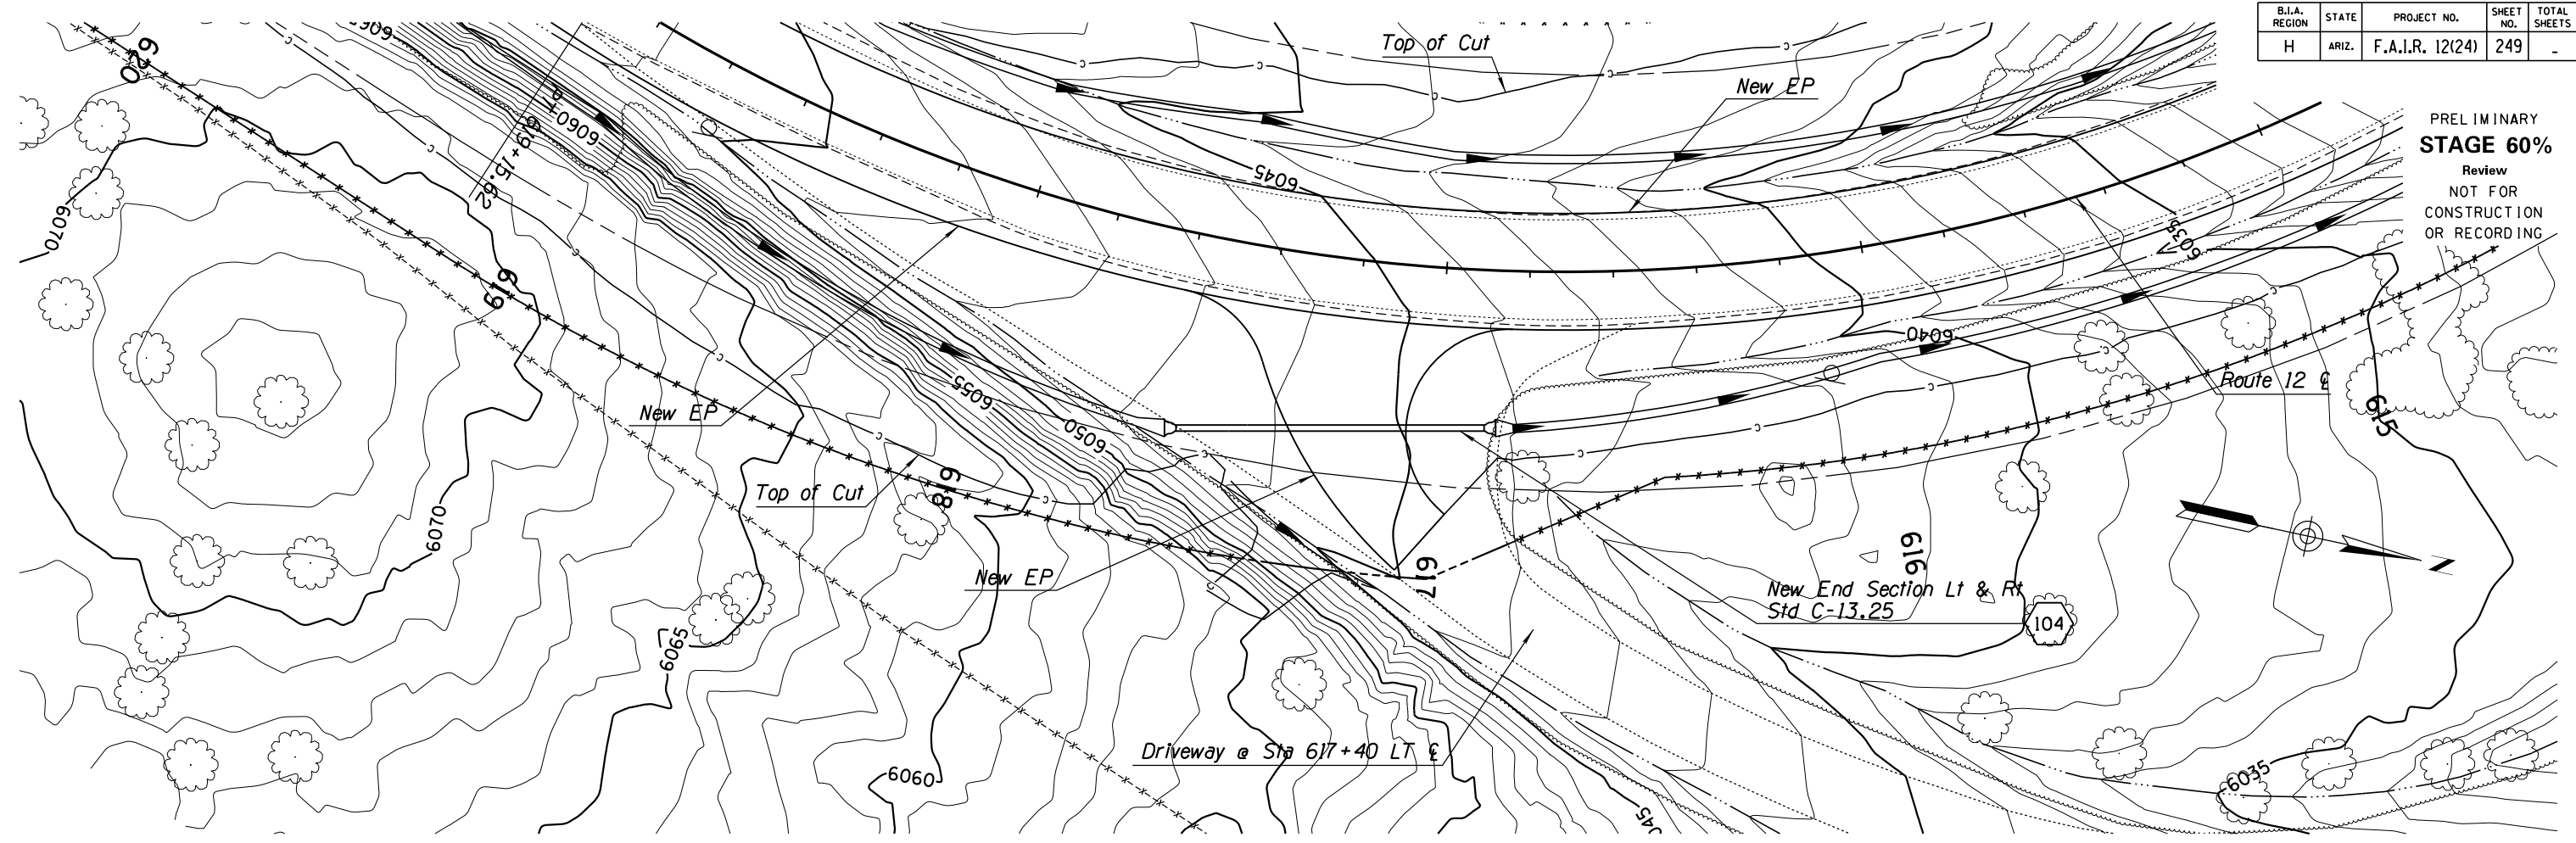 B.I.A. REGION
STATE
PROJECT NO.
SHEET NO.
TOTAL SHEETS
H
ARIZ.
F.A.I.R. 12(24)
249
-
PRELIMINARY
STAGE 60%
Review
NOT FOR
CONSTRUCTION
OR RECORDING
Top of Cut
New EP
620
6060
PT 619+75.62
6070
6045
6035
619
6040
6055
New EP
Route 12 ℄
615
6050
Top of Cut
618
6070
New EP
617
616
New End Section Lt & Rt
Std C-13.25
104
6065
Driveway @ Sta 617+40 LT ℄
6060
6035